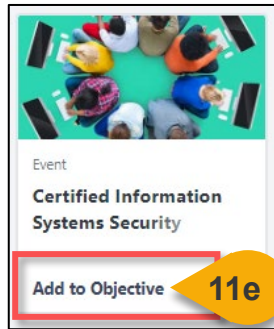 Event
Certified Information
Systems Security
Add to Objective
11e